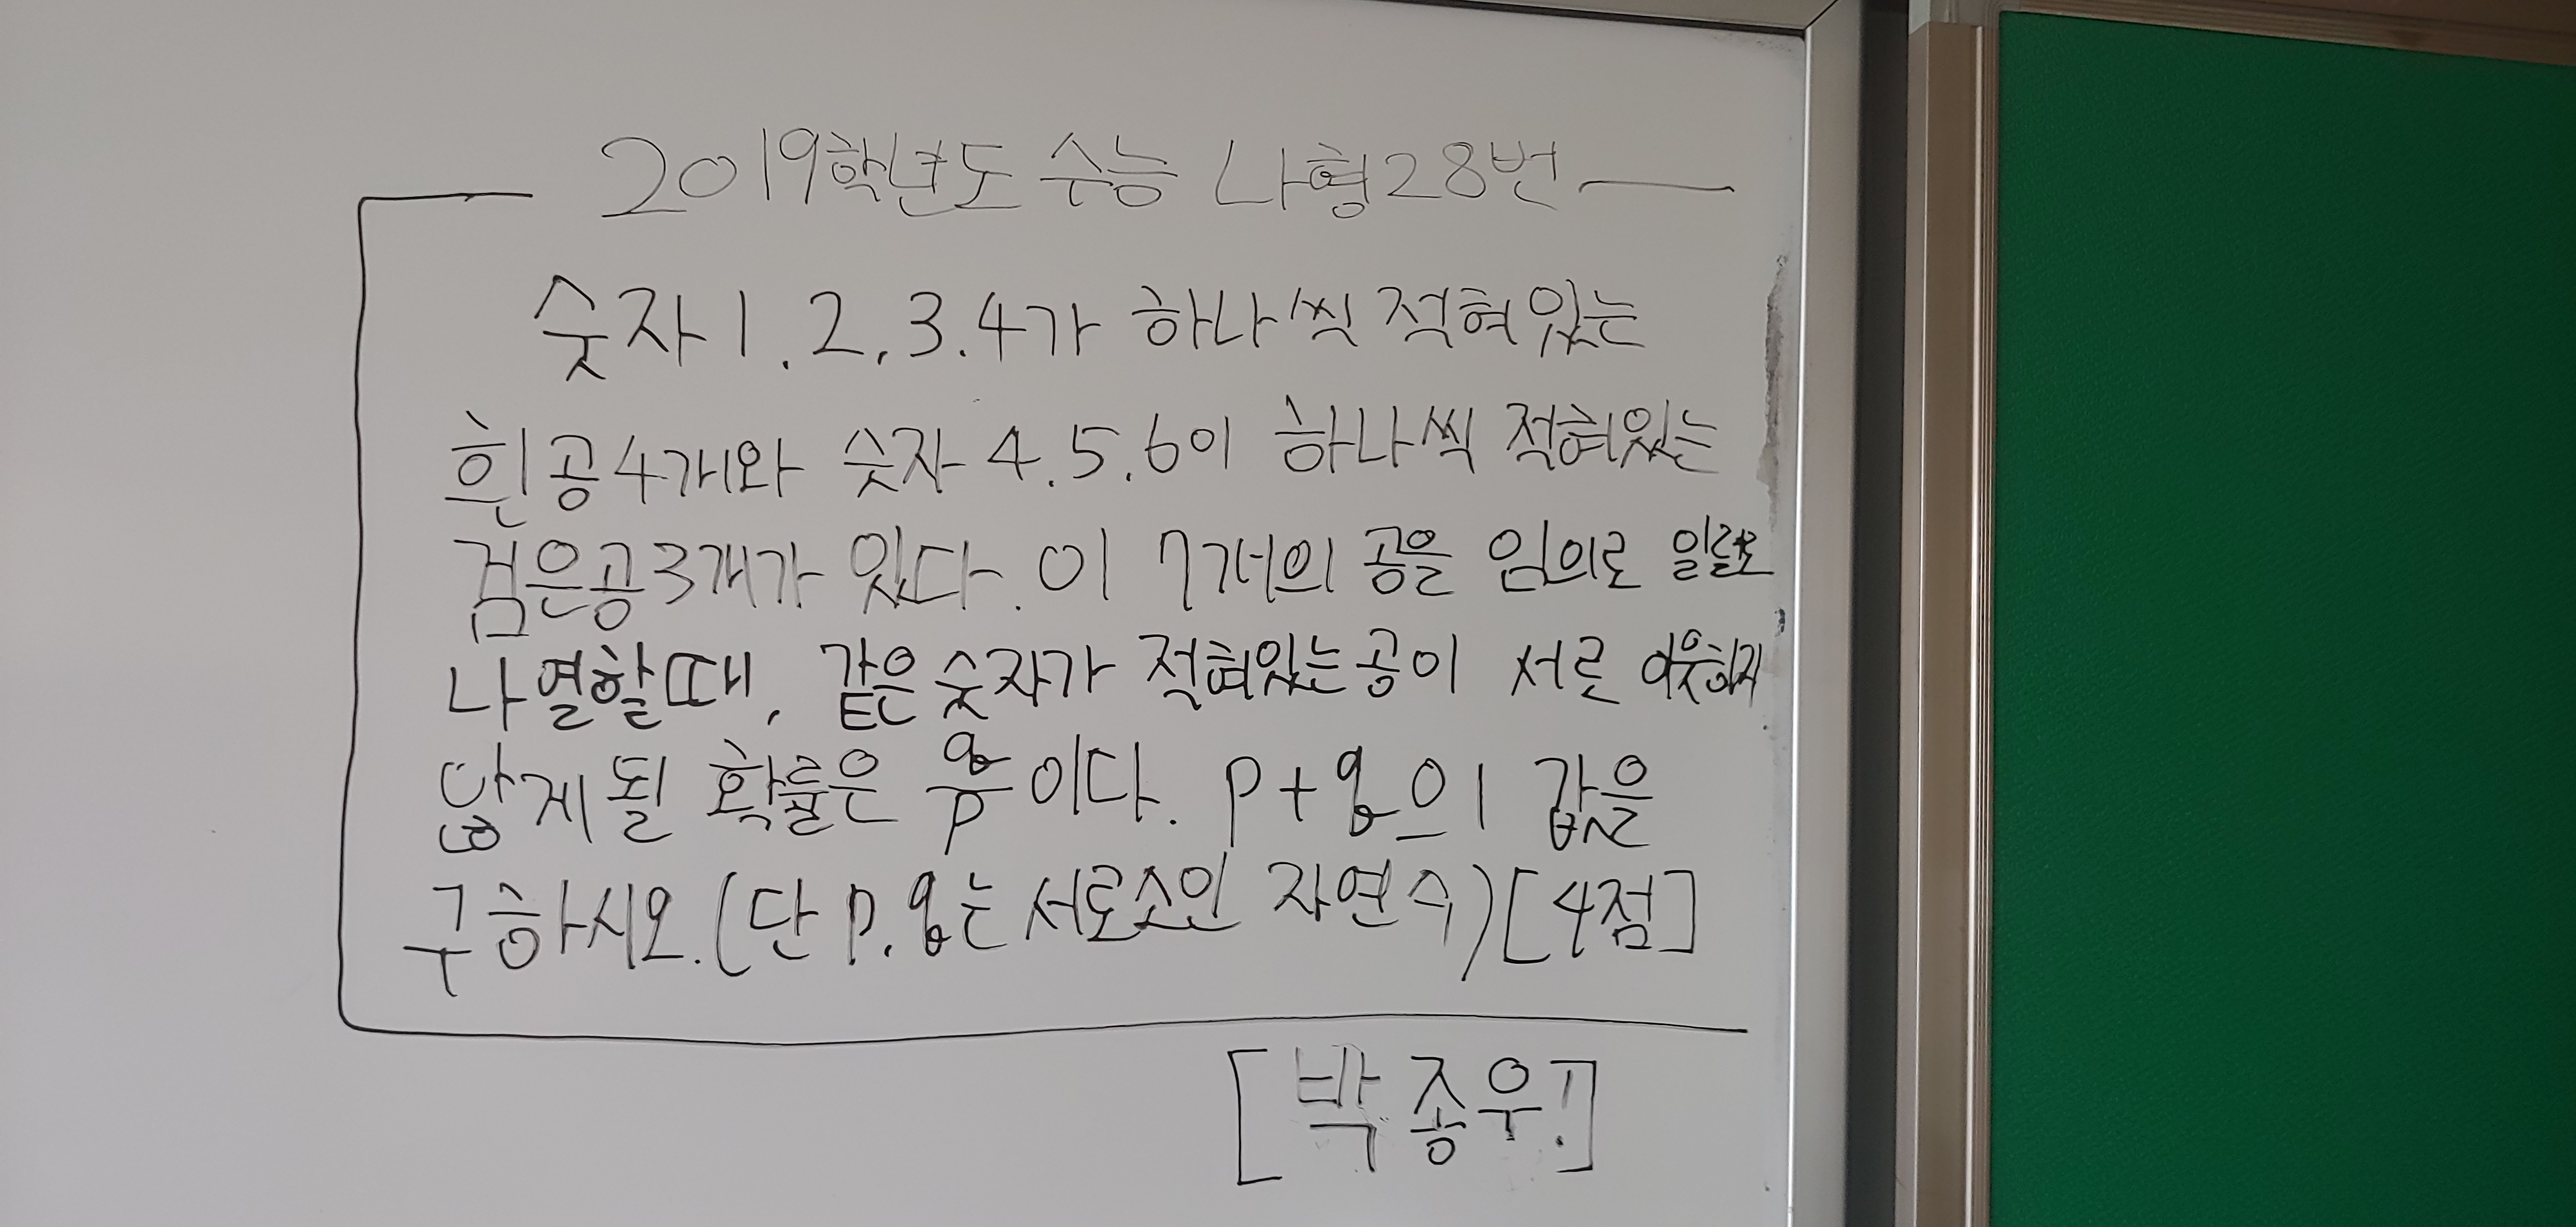 2019학년도 수능 나형28번
숫자 1.2.3.4가 하나씩 적혀있는
흰공4개와 숫자 4.5.6이 하나씩 적혀있는
검은공3개가 있다. 이 7개의 공을 임의로 일렬로
나열할때, 같은숫자가 적혀있는공이 서로 이웃하지
않게될 확률은 q/p이다. p+q의 값을
구하시오.(단 p.q는 서로소인 자연수)[4점]
[박종우!]